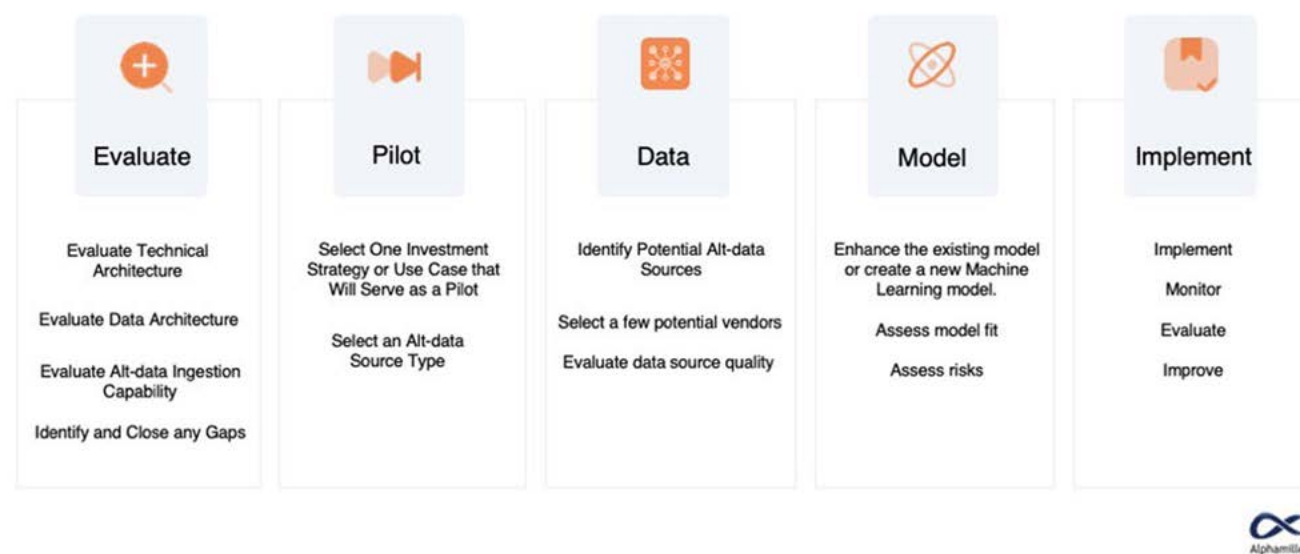 Evaluate
Evaluate Technical
Architecture
Evaluate Data Architecture
Evaluate Alt-data Ingestion
Capability
Identify and Close any Gaps
Pilot
Select One Investment
Strategy or Use Case that
Will Serve as a Pilot
Select an Alt-data
Source Type
Data
Identify Potential Alt-data
Sources
Select a few potential vendors
Evaluate data source quality
Model
Enhance the existing model
or create a new Machine
Learning model.
Assess model fit
Assess risks
Implement
Implement
Monitor
Evaluate
Improve